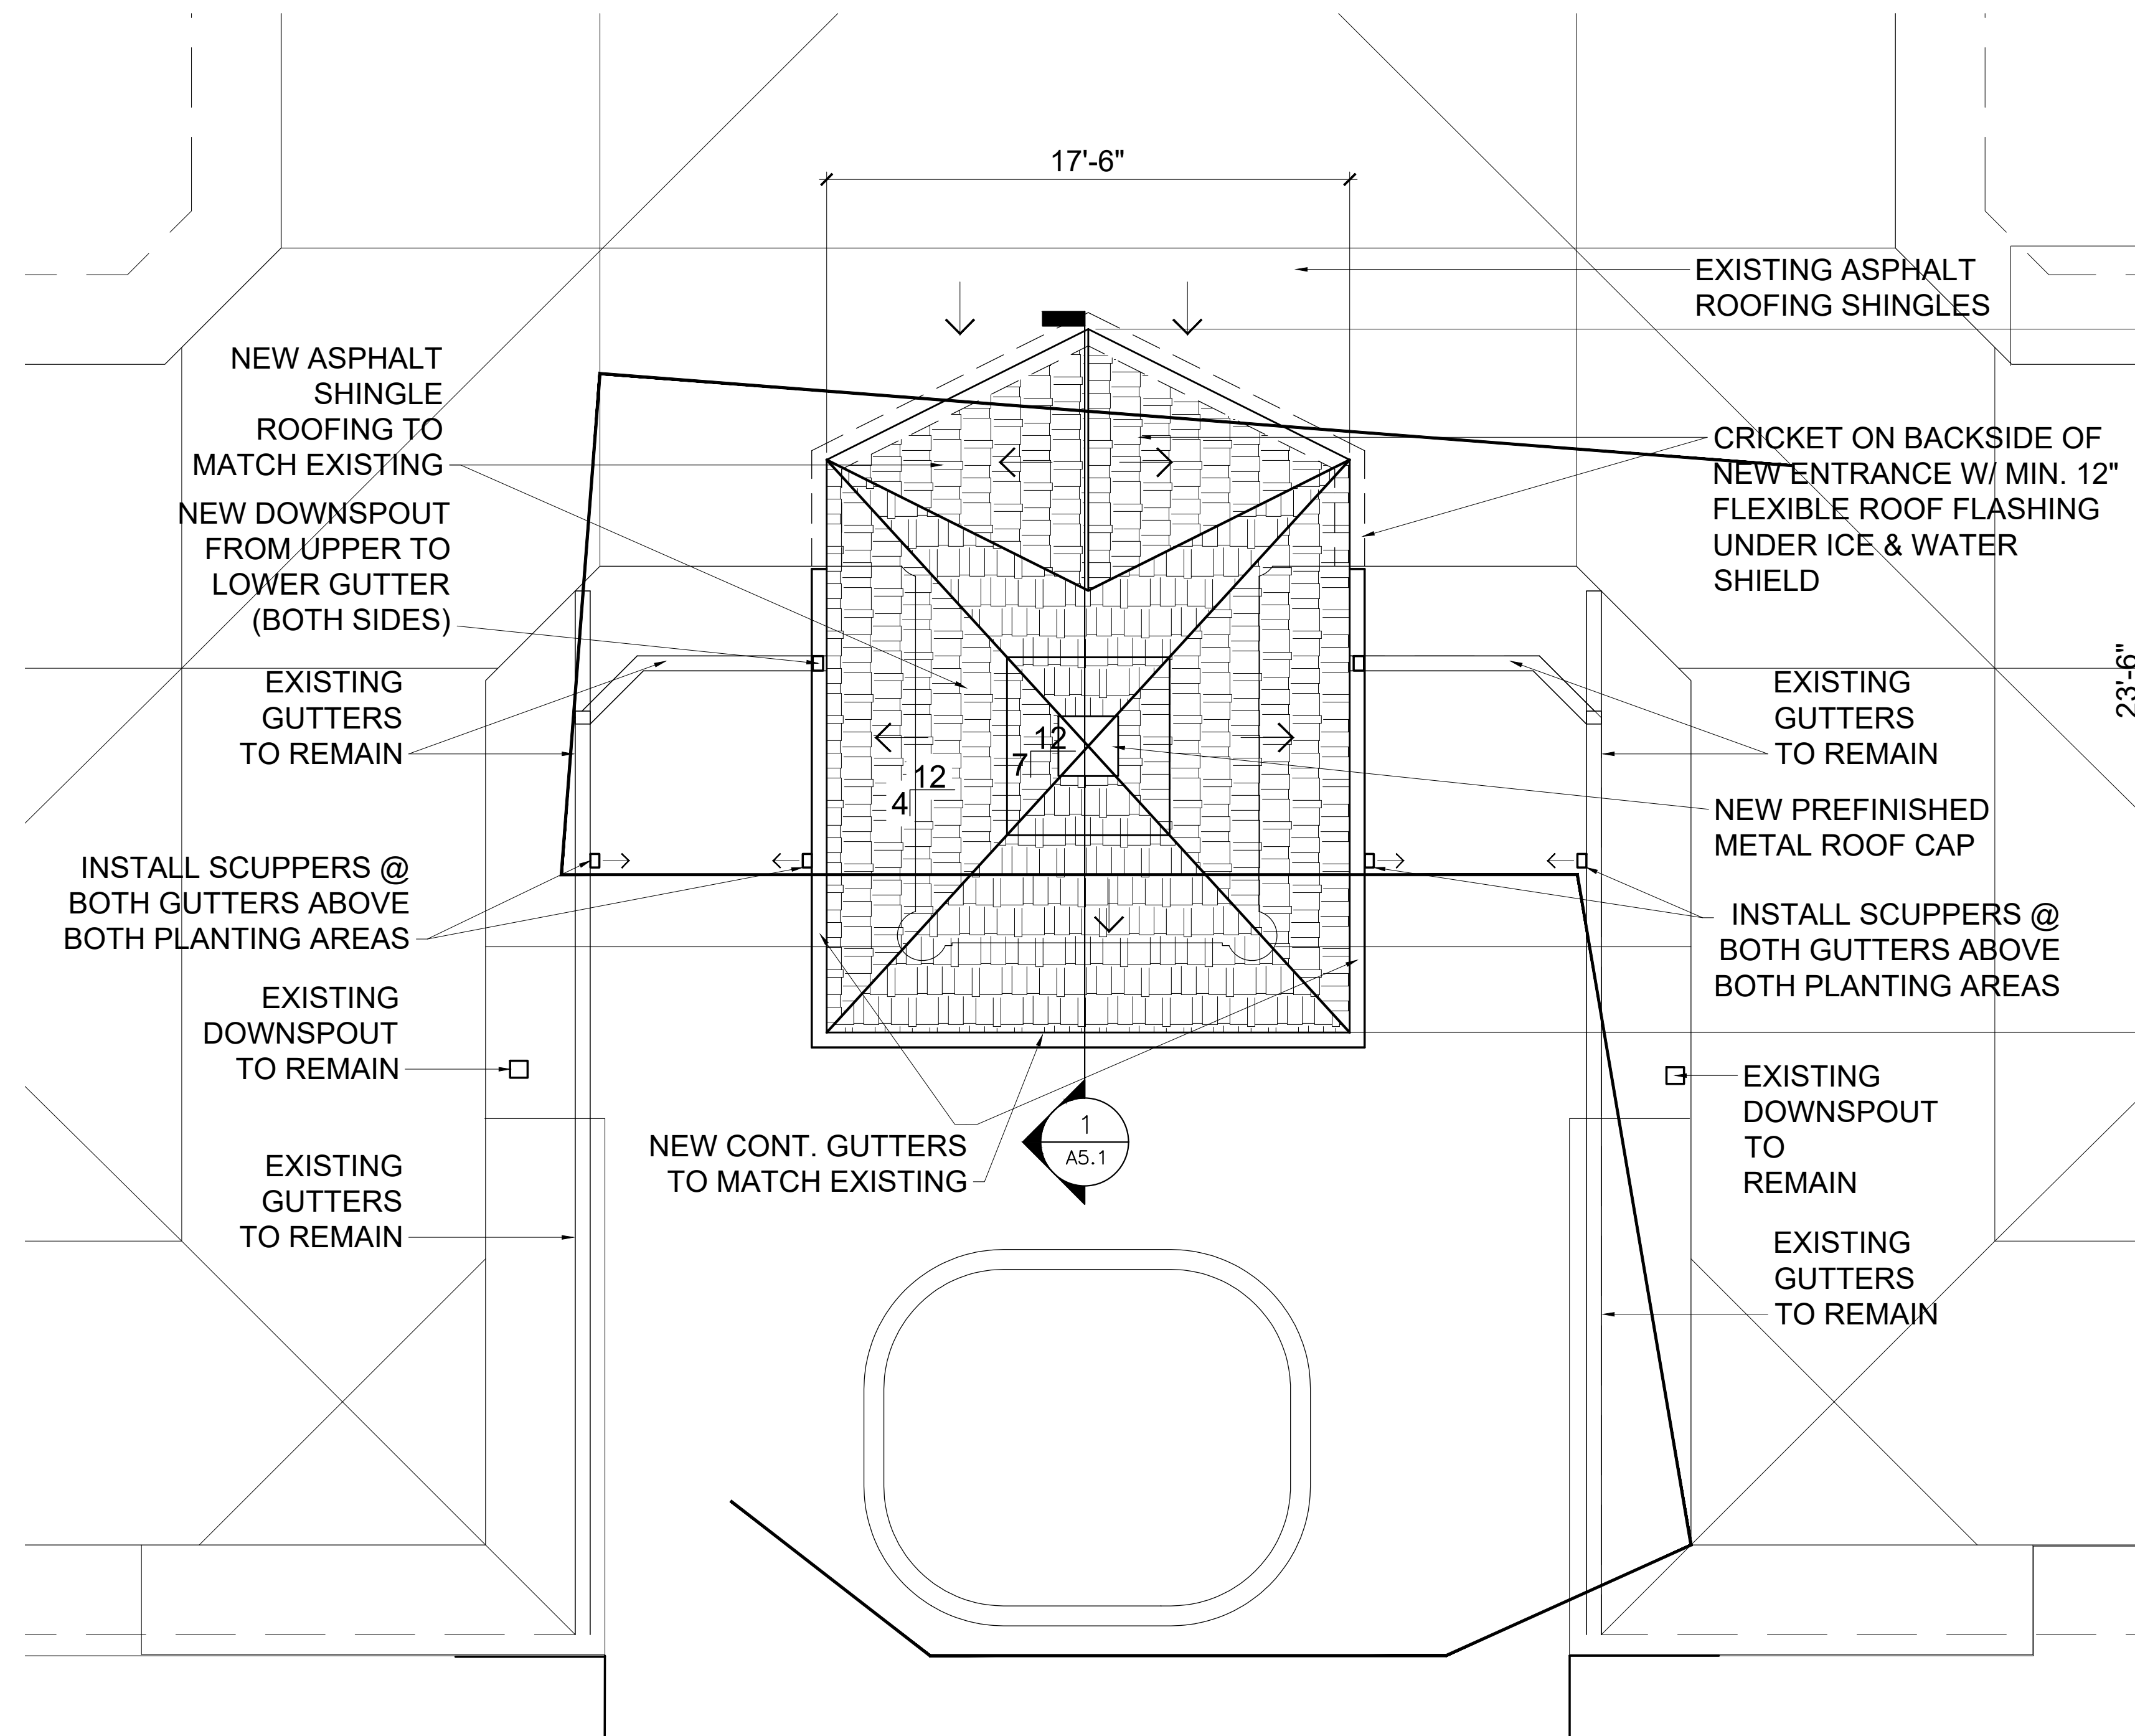 17'-6"
EXISTING ASPHALT
ROOFING SHINGLES
NEW ASPHALT
SHINGLE
ROOFING TO
MATCH EXISTING
CRICKET ON BACKSIDE OF
NEW ENTRANCE W/ MIN. 12"
FLEXIBLE ROOF FLASHING
UNDER ICE & WATER
SHIELD
NEW DOWNSPOUT
FROM UPPER TO
LOWER GUTTER
(BOTH SIDES)
EXISTING
GUTTERS
TO REMAIN
EXISTING
GUTTERS
TO REMAIN
23'-6"
12
7
12
4
NEW PREFINISHED
METAL ROOF CAP
INSTALL SCUPPERS @
BOTH GUTTERS ABOVE
BOTH PLANTING AREAS
INSTALL SCUPPERS @
BOTH GUTTERS ABOVE
BOTH PLANTING AREAS
EXISTING
DOWNSPOUT
TO REMAIN
EXISTING
DOWNSPOUT
TO
REMAIN
NEW CONT. GUTTERS
TO MATCH EXISTING
1
A5.1
EXISTING
GUTTERS
TO REMAIN
EXISTING
GUTTERS
TO REMAIN